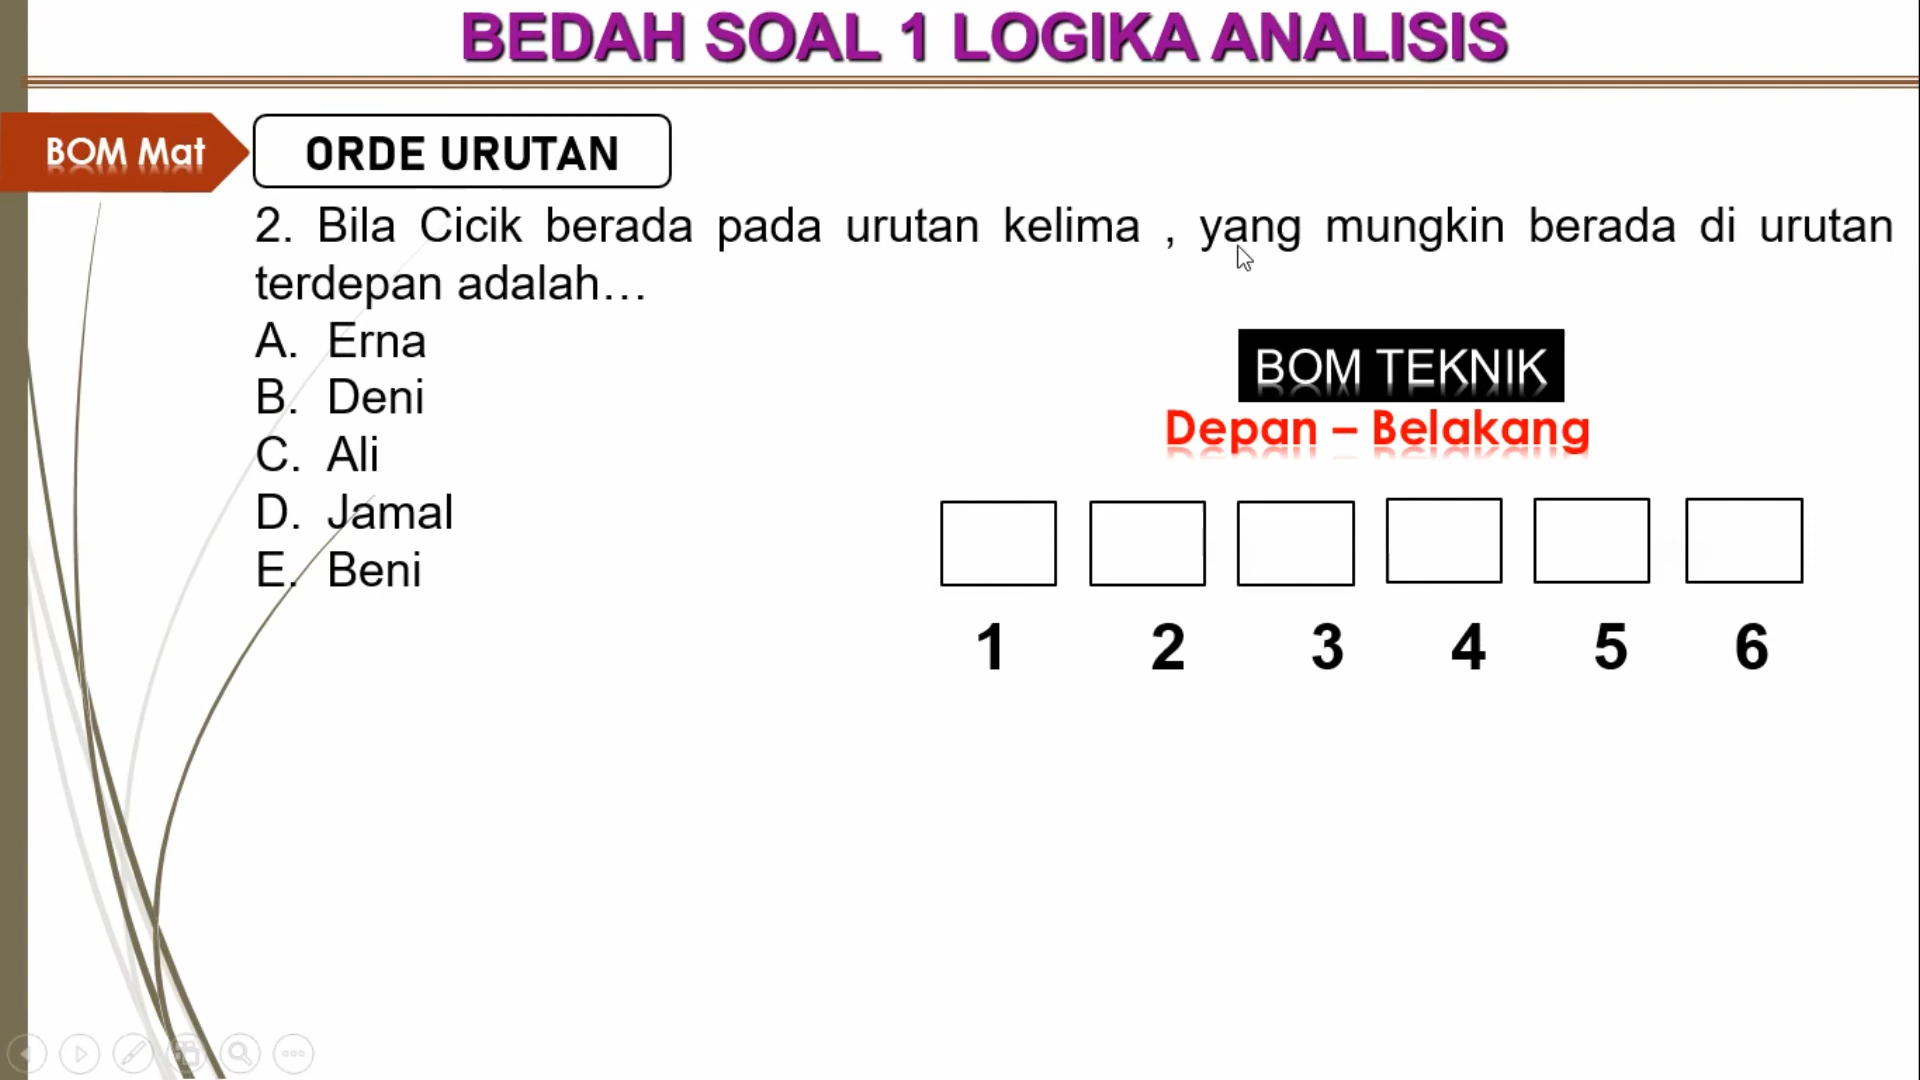 BEDAH SOAL 1 LOGIKA ANALISIS
BOM Mat
ORDE URUTAN
2. Bila Cicik berada pada urutan kelima , yang mungkin berada di urutan
terdepan adalah…
A. Erna
B. Deni
C. Ali
D. Jamal
E. Beni
BOM TEKNIK
Depan – Belakang
1 2 3 4 5 6